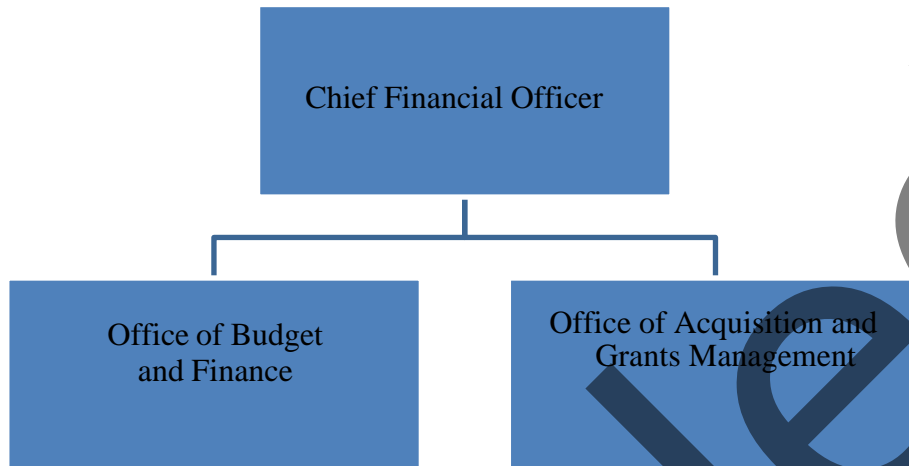 Chief Financial Officer
Office of Budget
and Finance
Office of Acquisition and
Grants Management